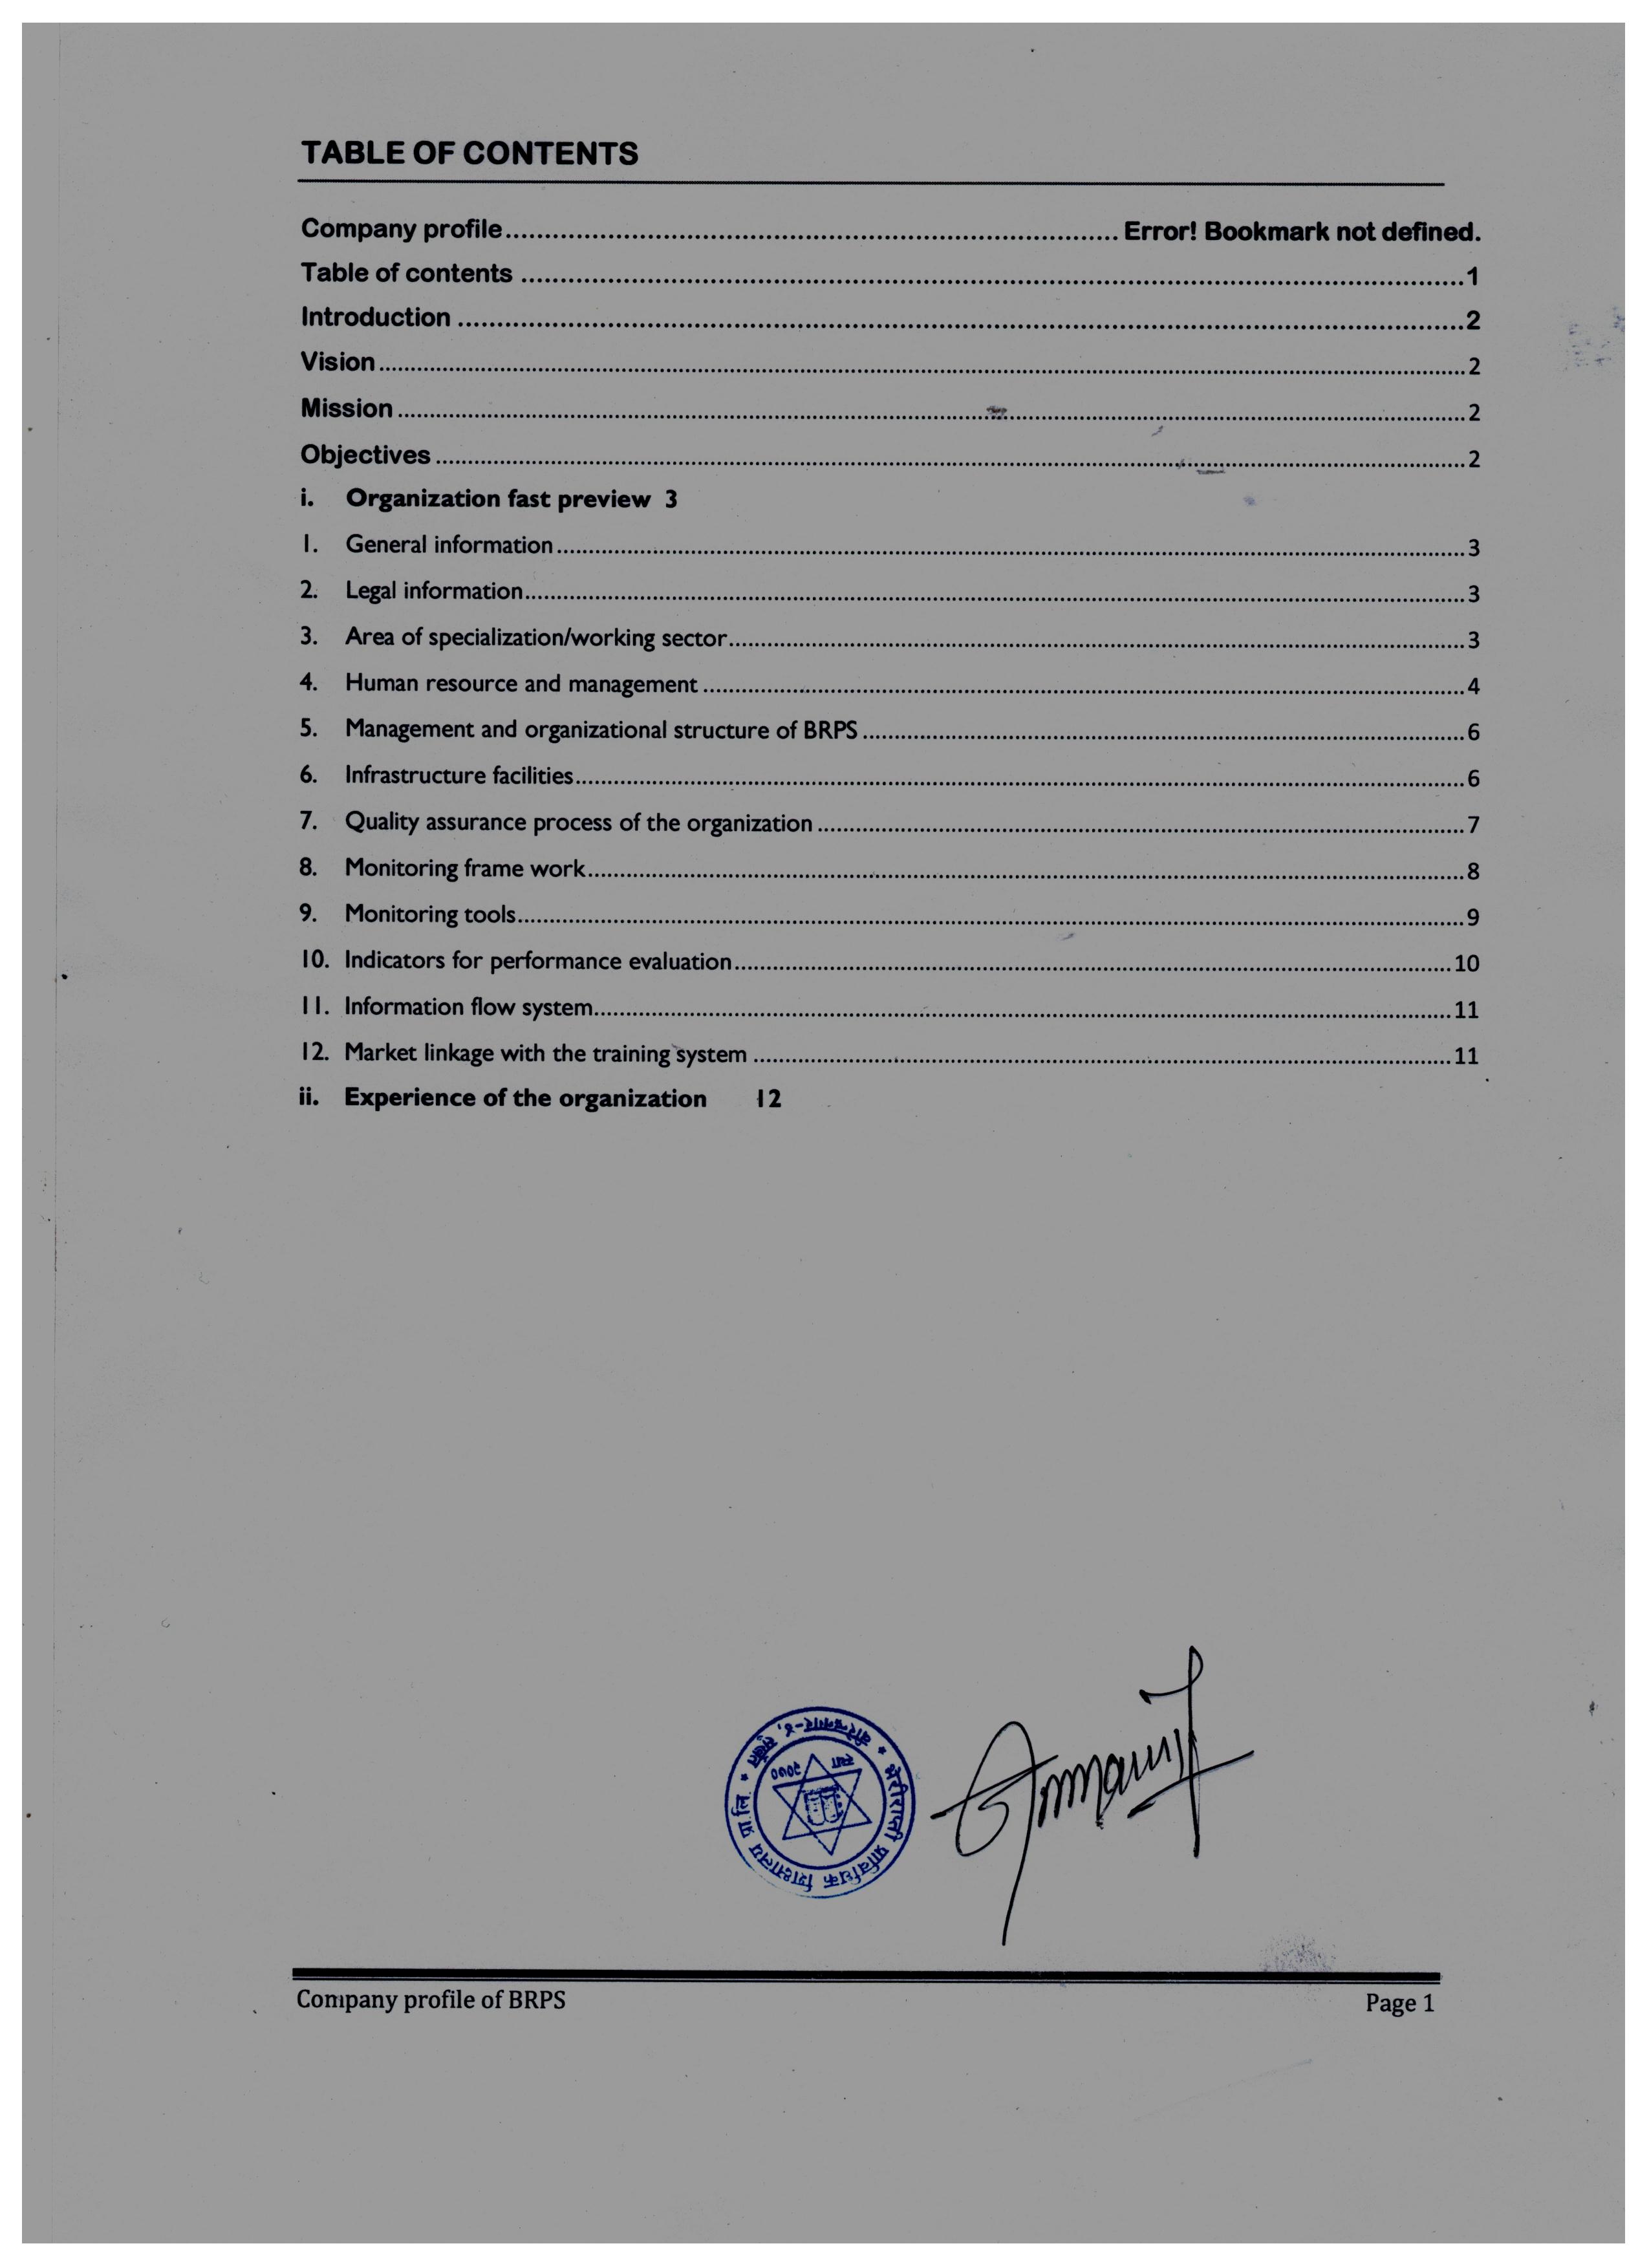 TABLE OF CONTENTS
Company profile........................................ Error! Bookmark not defined.
Table of contents ........................................1
Introduction ........................................2
Vision........................................2
Mission ........................................2
Objectives ........................................2
i. Organization fast preview 3
1. General information ........................................3
2. Legal information........................................3
3. Area of specialization/working sector........................................3
4. Human resource and management ........................................4
5. Management and organizational structure of BRPS ........................................6
6. Infrastructure facilities........................................6
7. Quality assurance process of the organization ........................................7
8. Monitoring frame work........................................8
9. Monitoring tools........................................9
10. Indicators for performance evaluation........................................10
11. Information flow system........................................11
12. Market linkage with the training system ........................................11
ii. Experience of the organization 12
भेरीराप्ती प्राविधिक शिक्षालय प्रा.लि.
Company profile of BRPS
Page 1